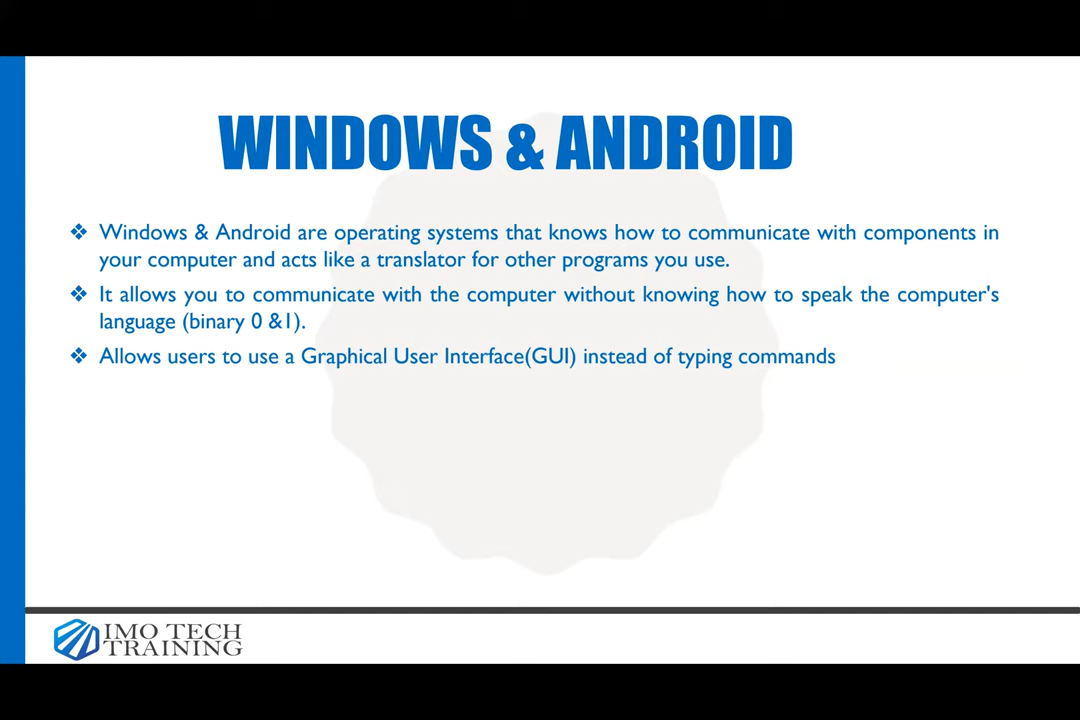 WINDOWS & ANDROID
❖ Windows & Android are operating systems that knows how to communicate with components in
your computer and acts like a translator for other programs you use.
❖ It allows you to communicate with the computer without knowing how to speak the computer's
language (binary 0 &1).
❖ Allows users to use a Graphical User Interface(GUI) instead of typing commands
IMO TECH
TRAINING